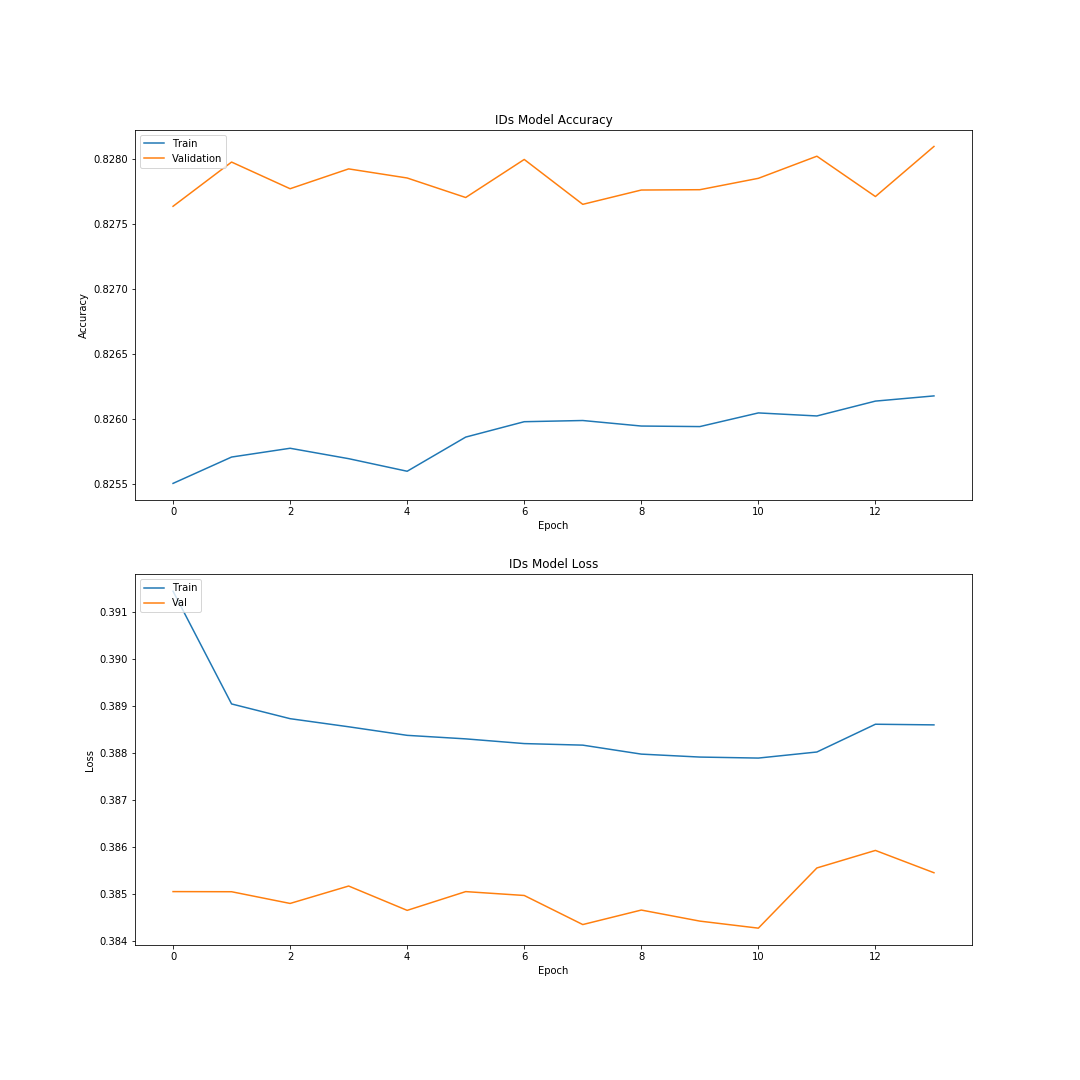 IDs Model Accuracy
Train
Validation
0.8280
0.8275
0.8270
0.8265
0.8260
0.8255
Accuracy
0 2 4 6 8 10 12
Epoch
IDs Model Loss
Train
Val
0.391
0.390
0.389
0.388
0.387
0.386
0.385
0.384
Loss
0 2 4 6 8 10 12
Epoch